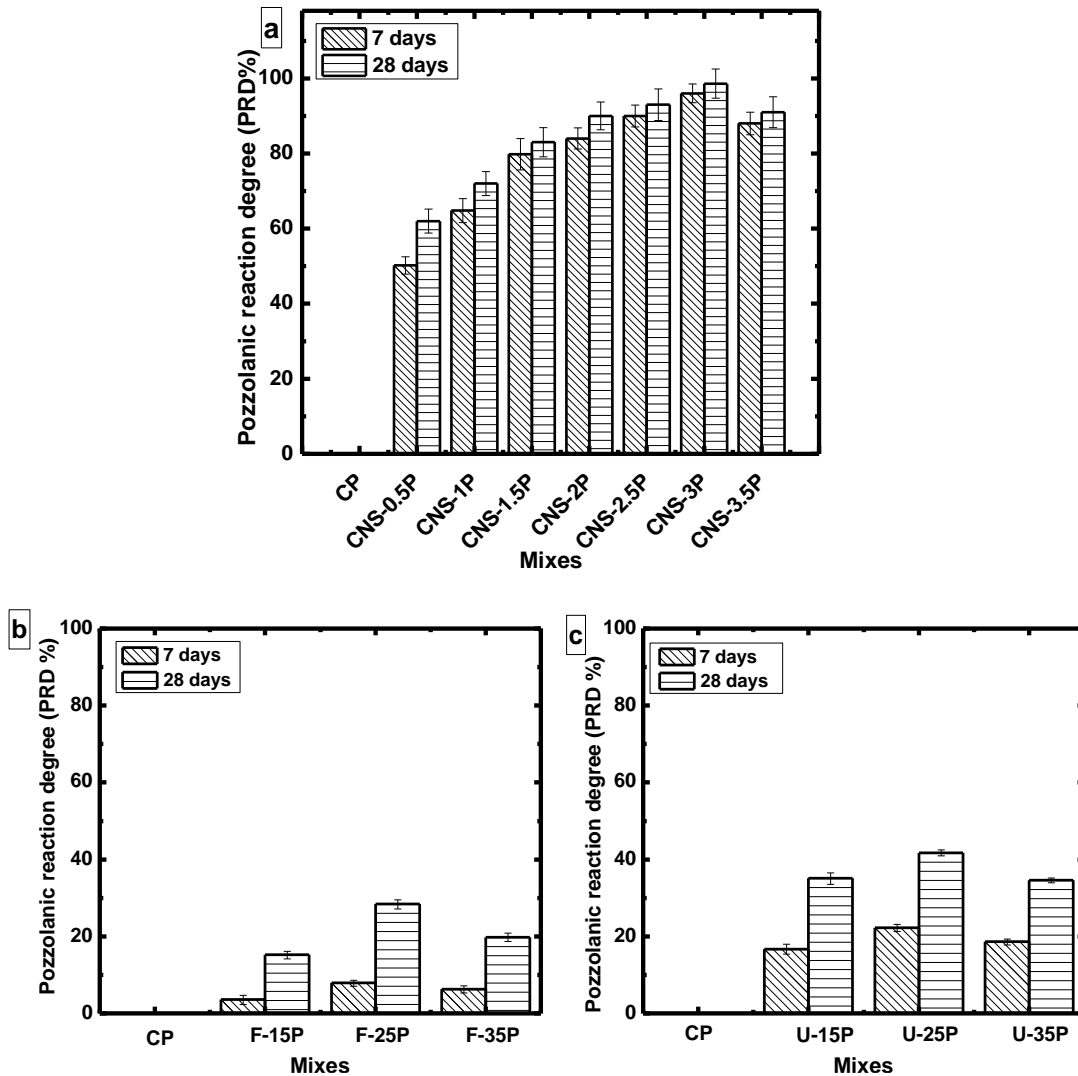 a
7 days
28 days
Pozzolanic reaction degree (PRD%)
100
80
60
40
20
0
CP
CNS-0.5P
CNS-1P
CNS-1.5P
CNS-2P
CNS-2.5P
CNS-3P
CNS-3.5P
Mixes
b
7 days
28 days
Pozzolanic reaction degree (PRD %)
100
80
60
40
20
0
CP
F-15P
F-25P
F-35P
Mixes
c
7 days
28 days
Pozzolanic reaction degree (PRD %)
100
80
60
40
20
0
CP
U-15P
U-25P
U-35P
Mixes